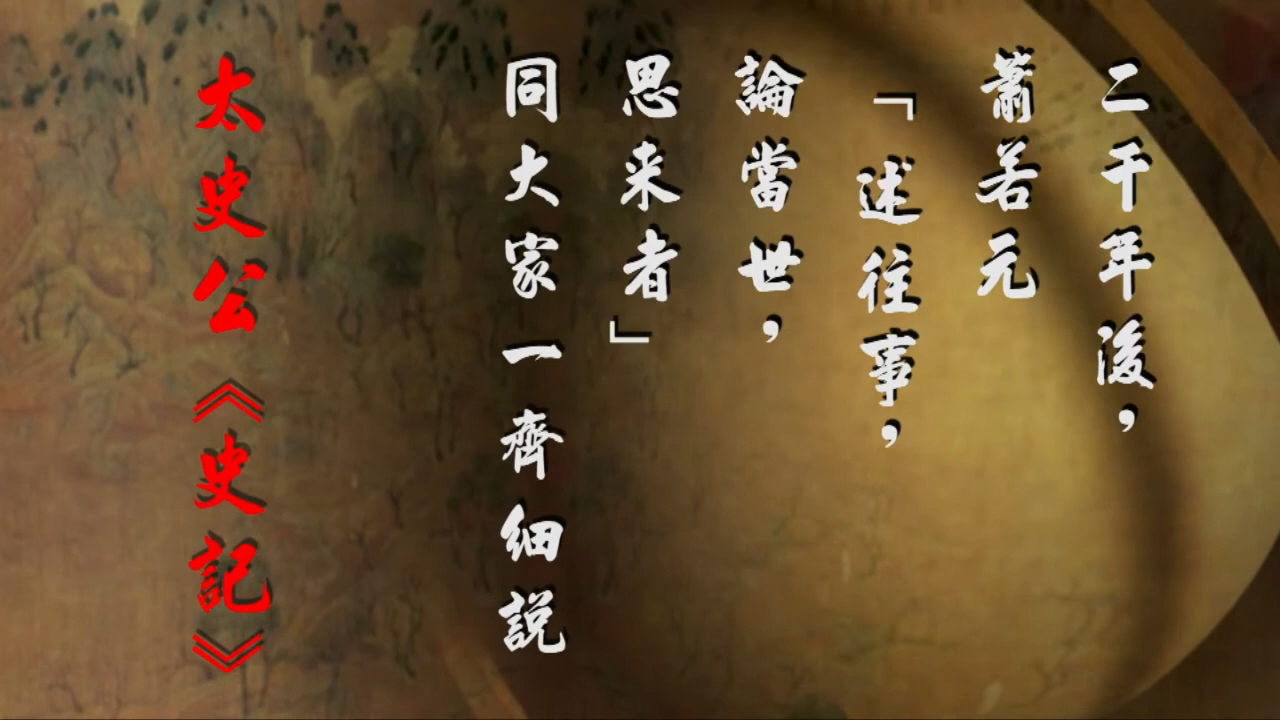 二千年後，
蕭若元
「述往事，
論當世，
思来者」
同大家一齊細説
太史公《史記》